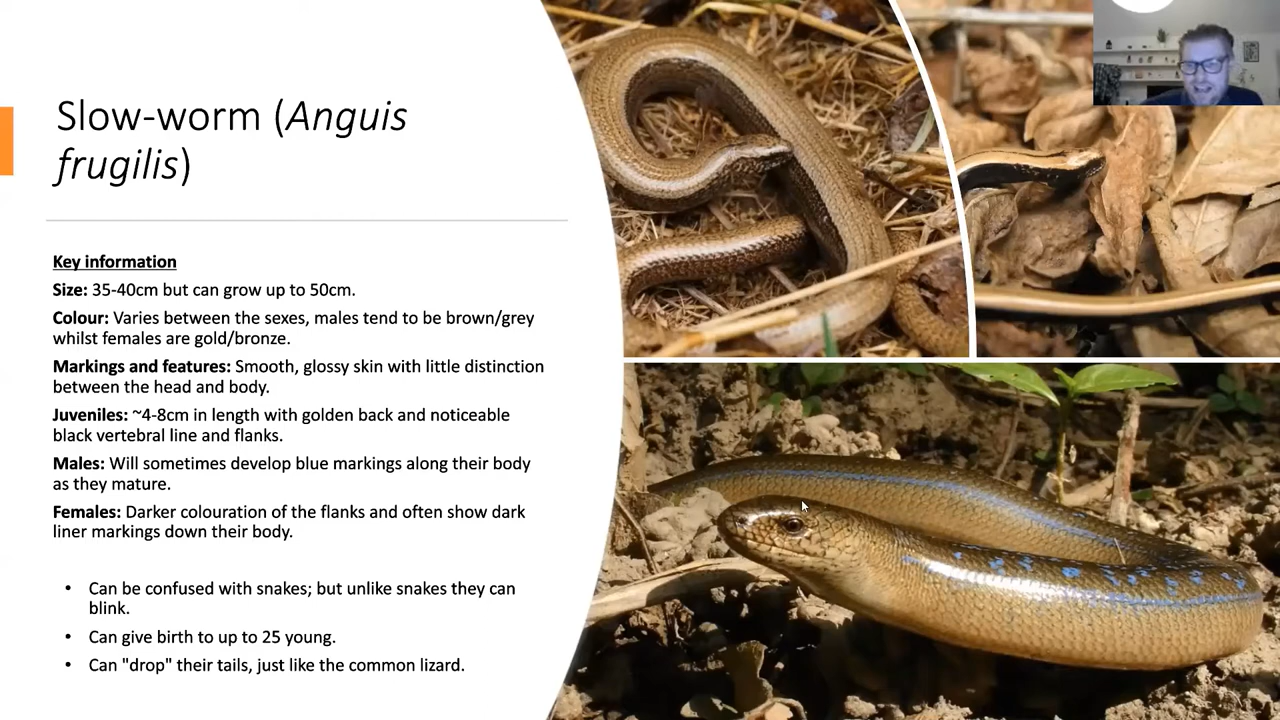 Slow-worm (Anguis
frugilis)
Key information
Size: 35-40cm but can grow up to 50cm.
Colour: Varies between the sexes, males tend to be brown/grey
whilst females are gold/bronze.
Markings and features: Smooth, glossy skin with little distinction
between the head and body.
Juveniles: ~4-8cm in length with golden back and noticeable
black vertebral line and flanks.
Males: Will sometimes develop blue markings along their body
as they mature.
Females: Darker colouration of the flanks and often show dark
liner markings down their body.
• Can be confused with snakes; but unlike snakes they can
blink.
• Can give birth to up to 25 young.
• Can "drop" their tails, just like the common lizard.